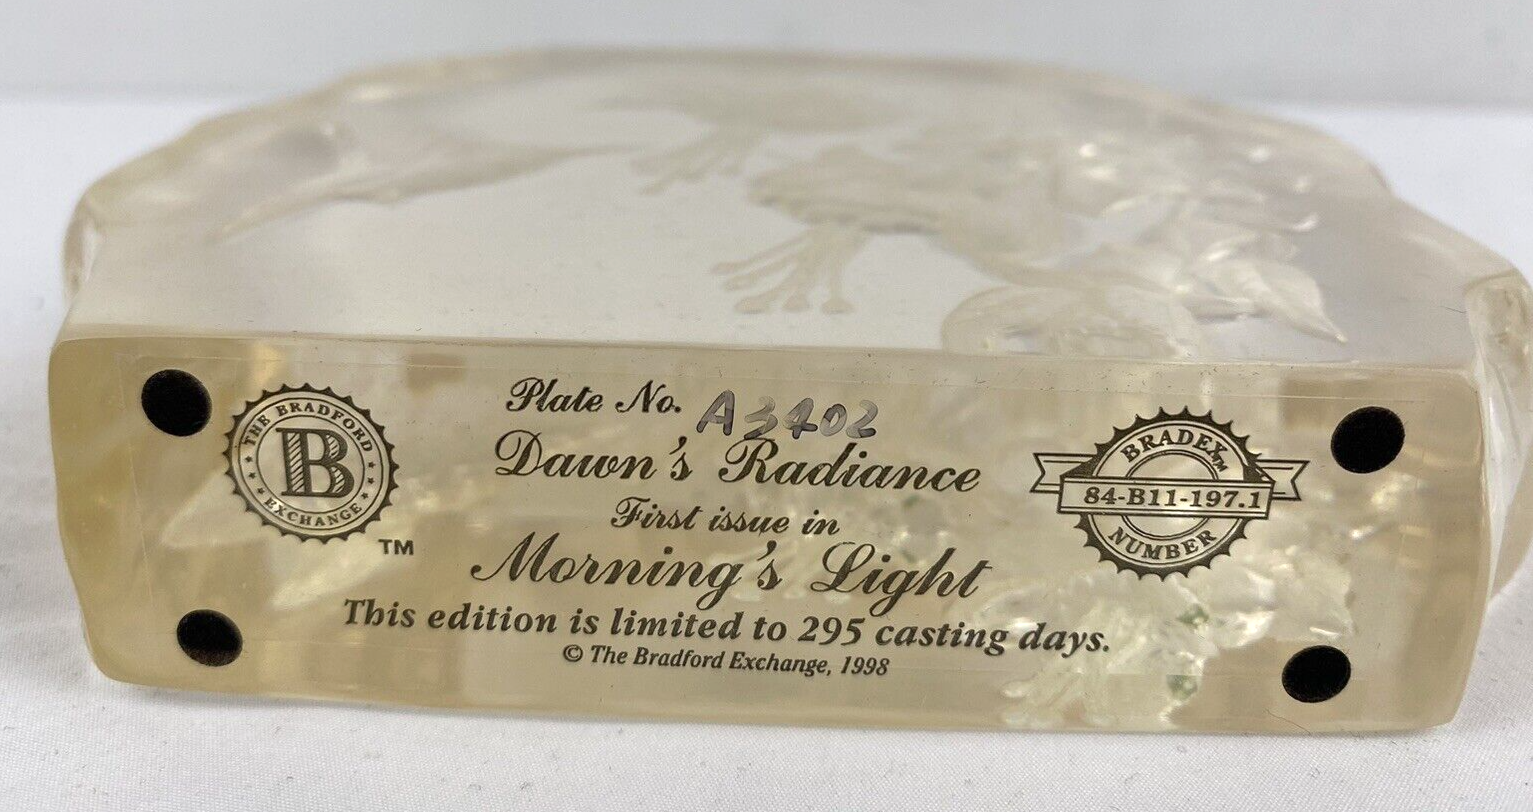 THE BRADFORD
B
EXCHANGE
TM
Plate No. A3402
Dawn's Radiance
First issue in
Morning's Light
This edition is limited to 295 casting days.
© The Bradford Exchange, 1998
BRADEX™
84-B11-197.1
NUMBER